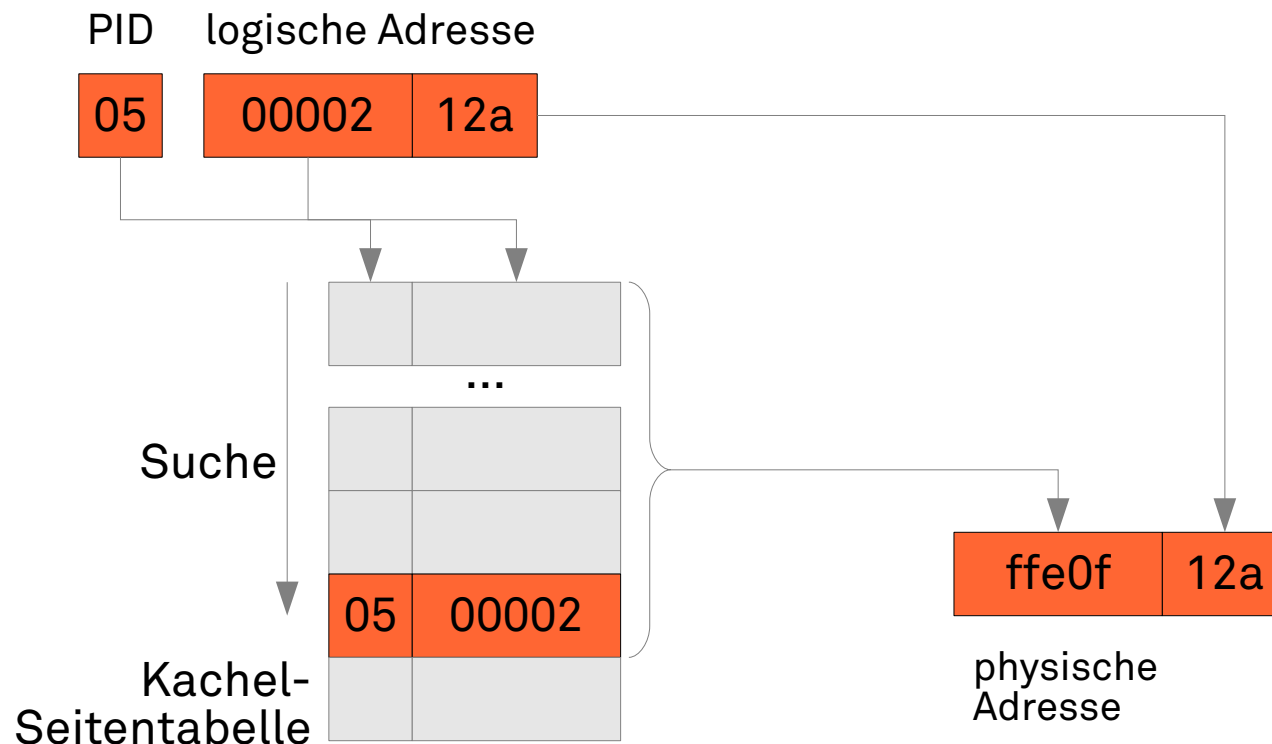 PID logische Adresse
05 00002 12a
...
Suche
05 00002
ffe0f 12a
Kachel-
Seitentabelle
physische
Adresse